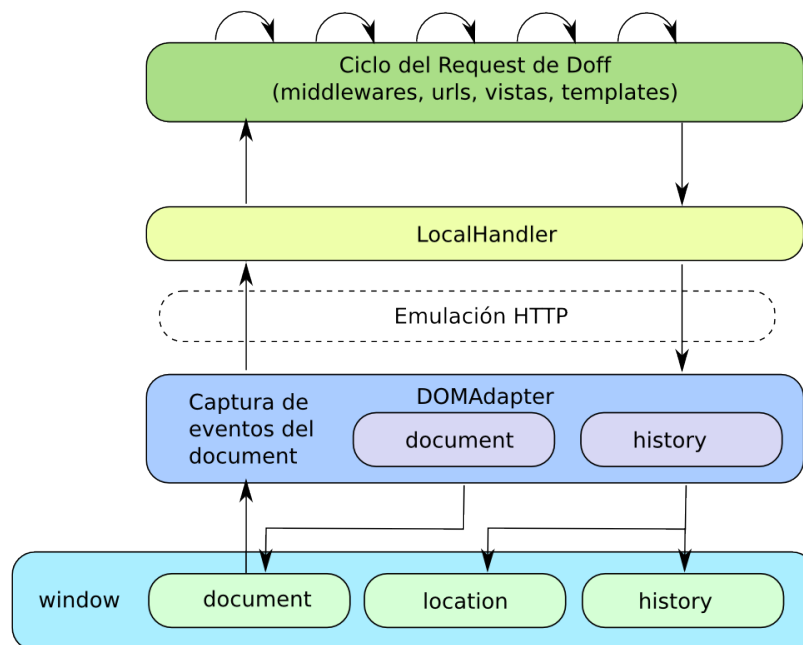 Ciclo del Request de Doff
(middlewares, urls, vistas, templates)
LocalHandler
Emulación HTTP
DOMAdapter
Captura de
eventos del
document
document
history
window
document
location
history